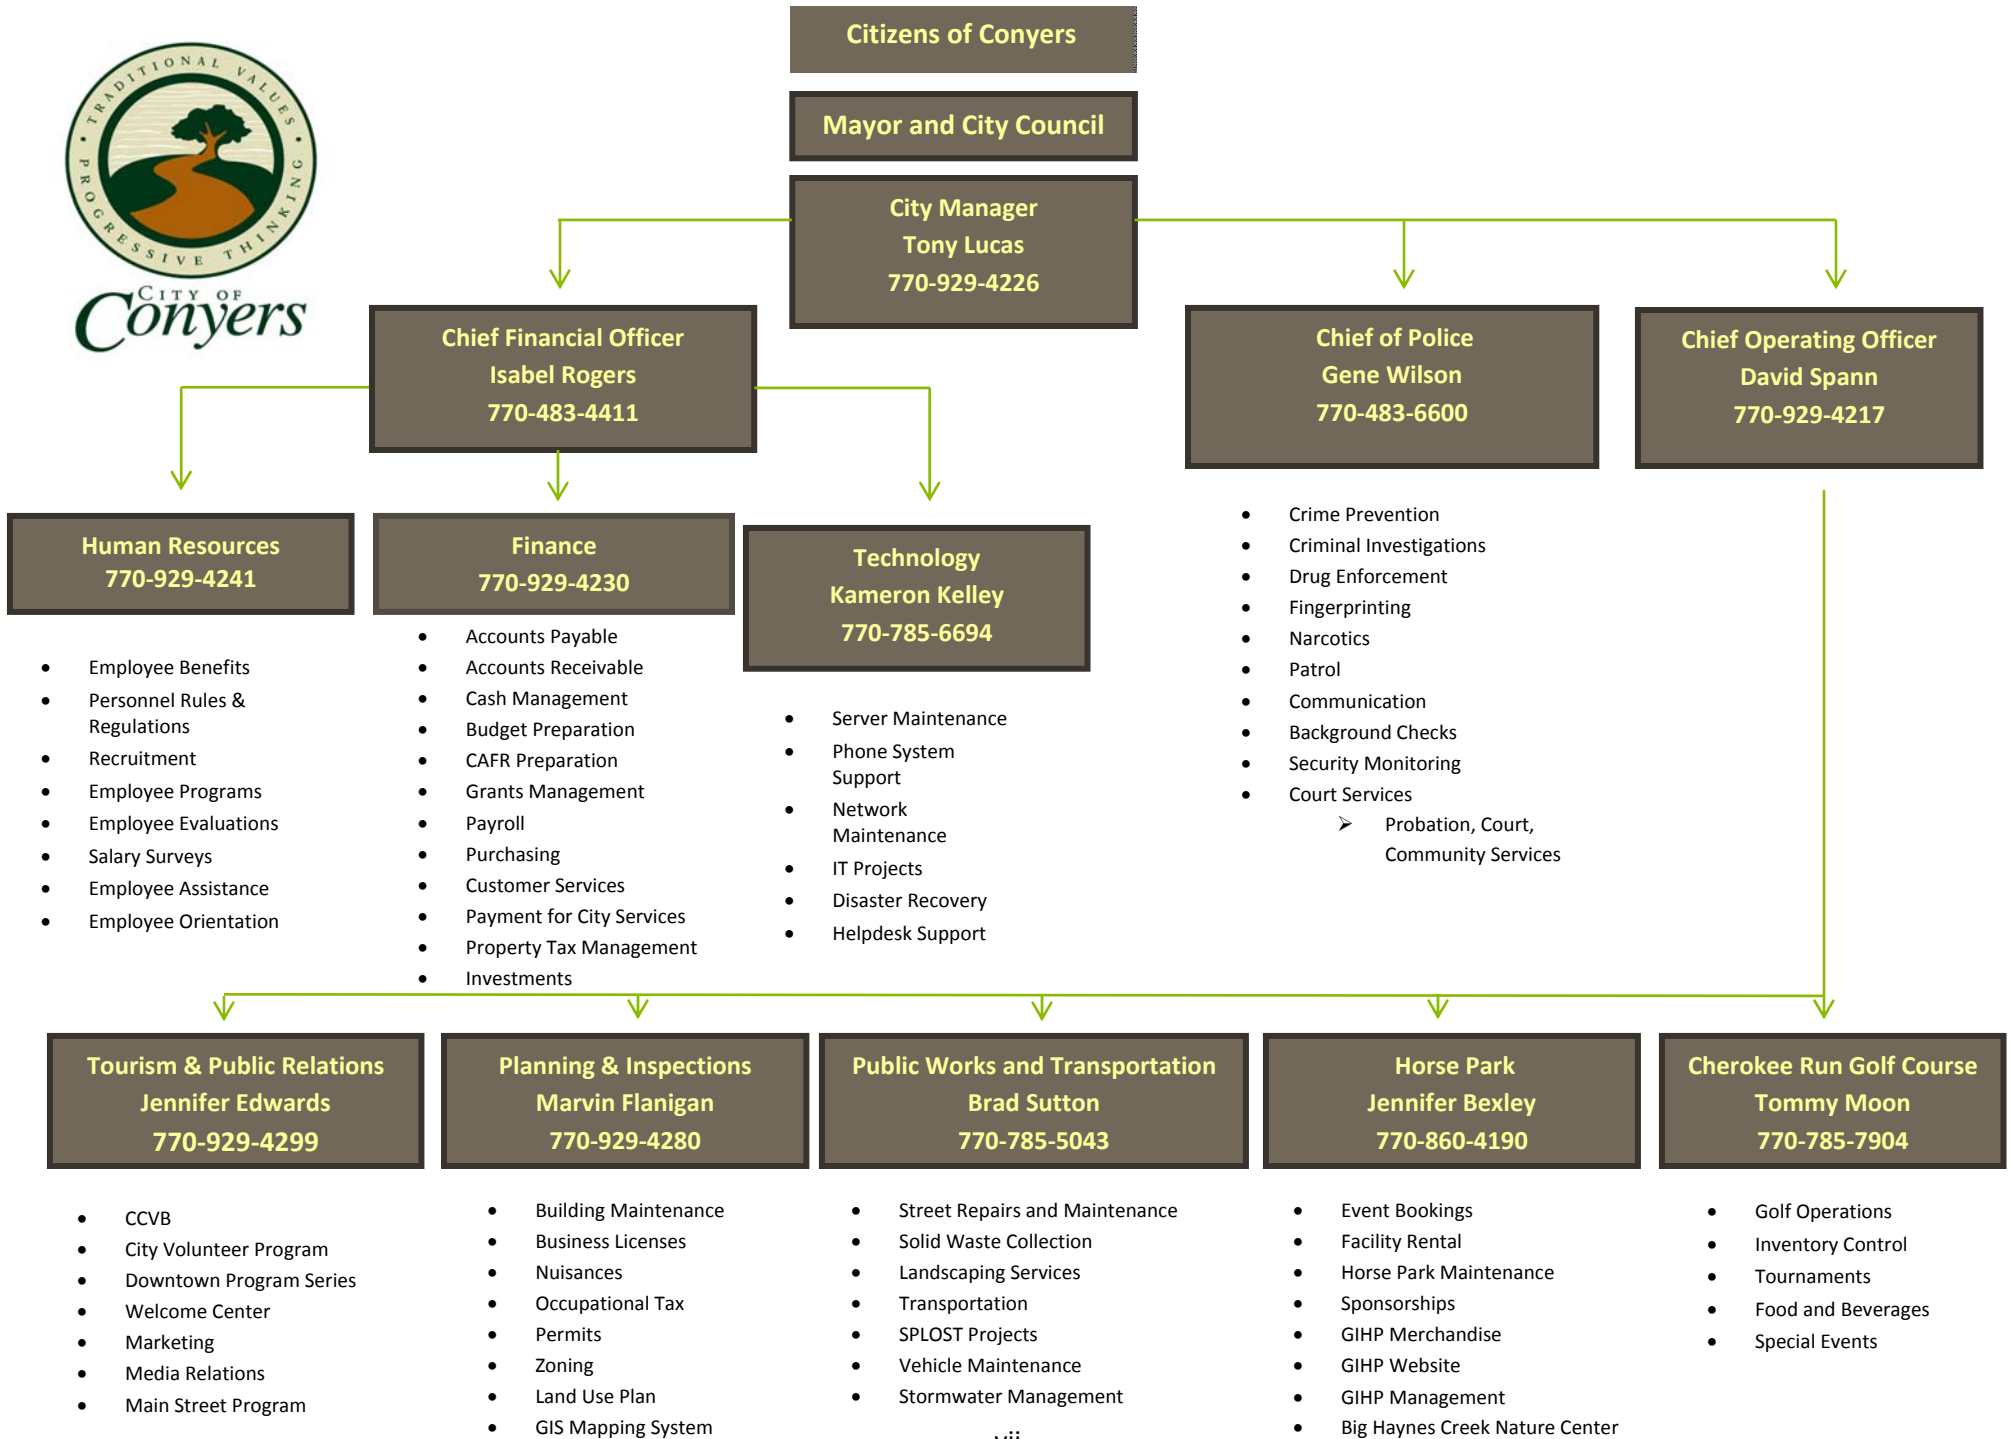 Citizens of Conyers
Mayor and City Council
TRADITIONAL VALUES • PROGRESSIVE THINKING •
CITY OF
Conyers
City Manager
Tony Lucas
770-929-4226
Chief Financial Officer
Isabel Rogers
770-483-4411
Chief of Police
Gene Wilson
770-483-6600
Chief Operating Officer
David Spann
770-929-4217
Human Resources
770-929-4241
• Employee Benefits
• Personnel Rules &
Regulations
• Recruitment
• Employee Programs
• Employee Evaluations
• Salary Surveys
• Employee Assistance
• Employee Orientation
Finance
770-929-4230
• Accounts Payable
• Accounts Receivable
• Cash Management
• Budget Preparation
• CAFR Preparation
• Grants Management
• Payroll
• Purchasing
• Customer Services
• Payment for City Services
• Property Tax Management
• Investments
Technology
Kameron Kelley
770-785-6694
• Server Maintenance
• Phone System
Support
• Network
Maintenance
• IT Projects
• Disaster Recovery
• Helpdesk Support
• Crime Prevention
• Criminal Investigations
• Drug Enforcement
• Fingerprinting
• Narcotics
• Patrol
• Communication
• Background Checks
• Security Monitoring
• Court Services
➢ Probation, Court,
Community Services
Tourism & Public Relations
Jennifer Edwards
770-929-4299
• CCVB
• City Volunteer Program
• Downtown Program Series
• Welcome Center
• Marketing
• Media Relations
• Main Street Program
Planning & Inspections
Marvin Flanigan
770-929-4280
• Building Maintenance
• Business Licenses
• Nuisances
• Occupational Tax
• Permits
• Zoning
• Land Use Plan
• GIS Mapping System
Public Works and Transportation
Brad Sutton
770-785-5043
• Street Repairs and Maintenance
• Solid Waste Collection
• Landscaping Services
• Transportation
• SPLOST Projects
• Vehicle Maintenance
• Stormwater Management
Horse Park
Jennifer Bexley
770-860-4190
• Event Bookings
• Facility Rental
• Horse Park Maintenance
• Sponsorships
• GIHP Merchandise
• GIHP Website
• GIHP Management
• Big Haynes Creek Nature Center
Cherokee Run Golf Course
Tommy Moon
770-785-7904
• Golf Operations
• Inventory Control
• Tournaments
• Food and Beverages
• Special Events
vii